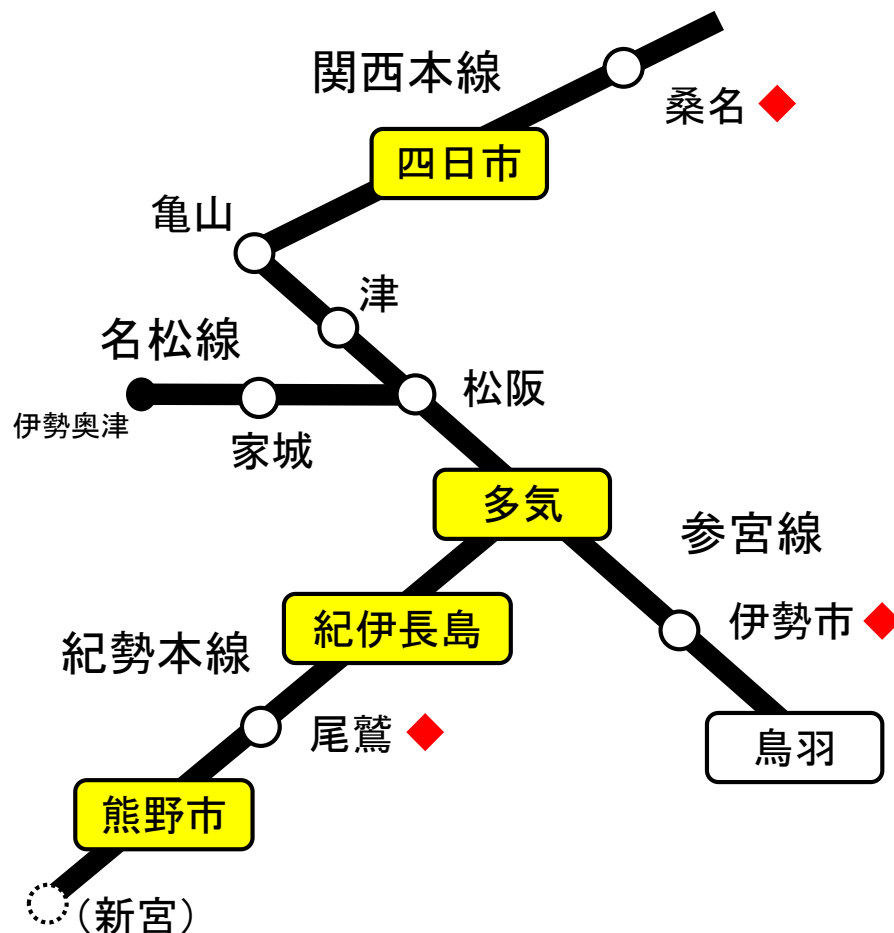 関西本線
桑名
四日市
亀山
津
名松線
松阪
伊勢奥津
家城
多気
参宮線
紀伊長島
伊勢市
紀勢本線
尾鷲
鳥羽
熊野市
(新宮)